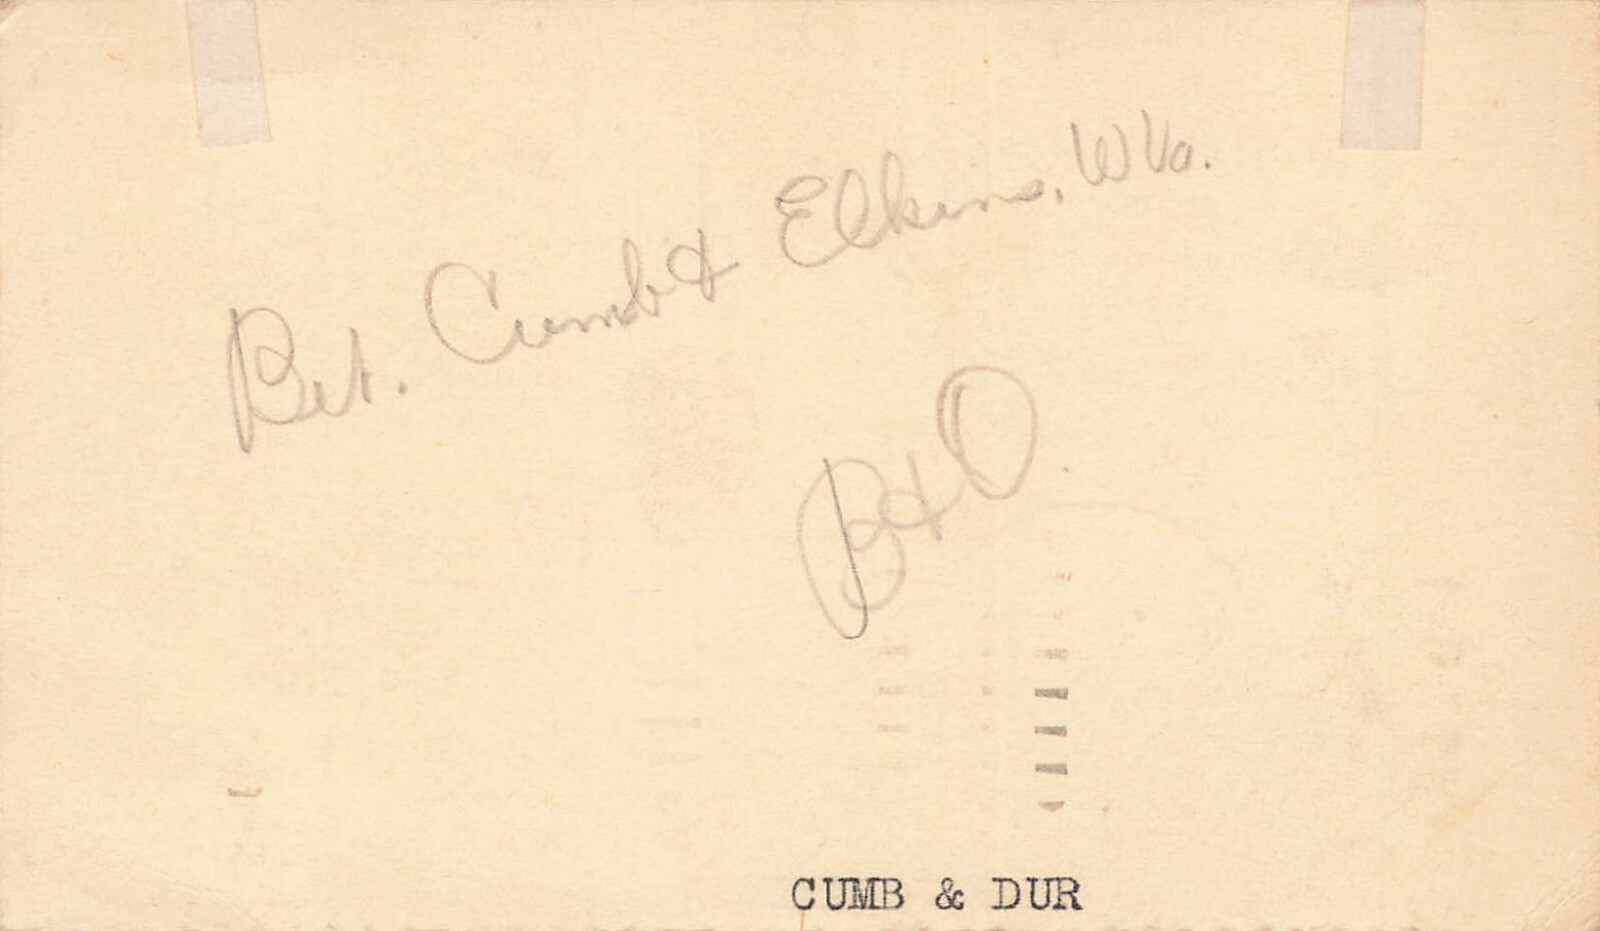 Bet. Cumb & Elkins, W Va.
B & O.
CUMB & DUR